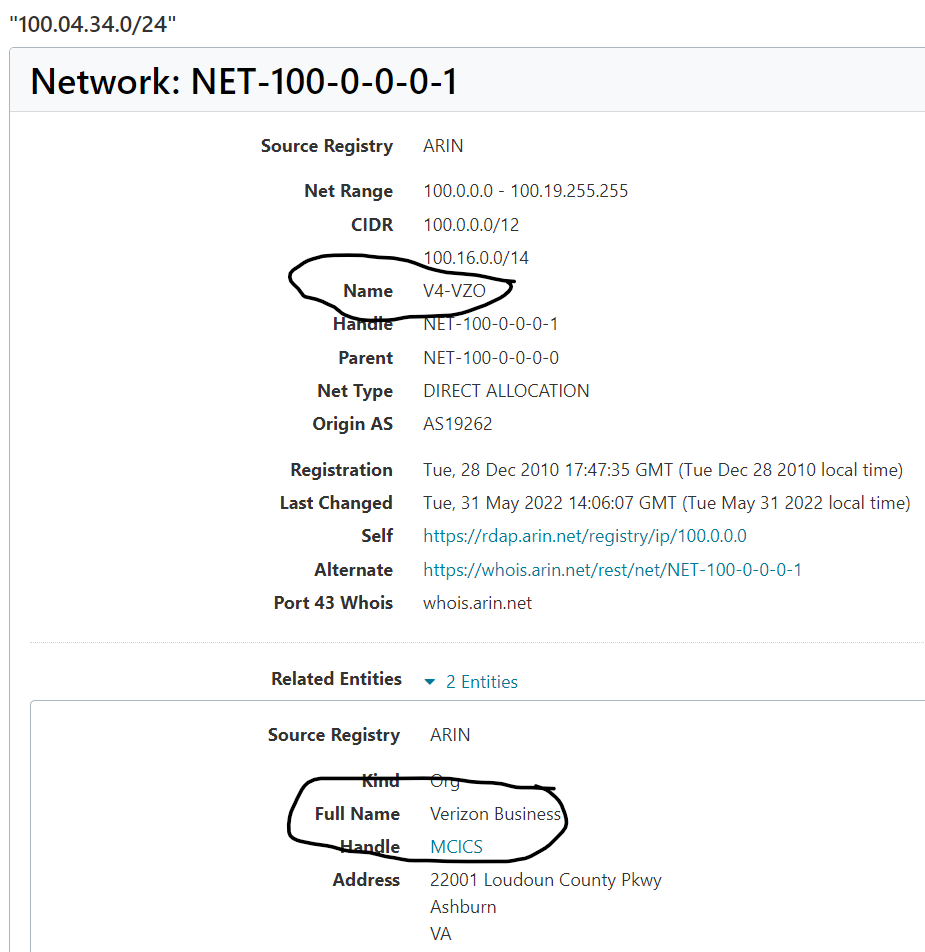 "100.04.34.0/24"
Network: NET-100-0-0-0-1
Source Registry ARIN
Net Range 100.0.0.0 - 100.19.255.255
CIDR 100.0.0.0/12
100.16.0.0/14
Name V4-VZO
Handle NET-100-0-0-0-1
Parent NET-100-0-0-0-0
Net Type DIRECT ALLOCATION
Origin AS AS19262
Registration Tue, 28 Dec 2010 17:47:35 GMT (Tue Dec 28 2010 local time)
Last Changed Tue, 31 May 2022 14:06:07 GMT (Tue May 31 2022 local time)
Self https://rdap.arin.net/registry/ip/100.0.0.0
Alternate https://whois.arin.net/rest/net/NET-100-0-0-0-1
Port 43 Whois whois.arin.net
Related Entities 2 Entities
Source Registry ARIN
Kind Org
Full Name Verizon Business
Handle MCICS
Address 22001 Loudoun County Pkwy
Ashburn
VA